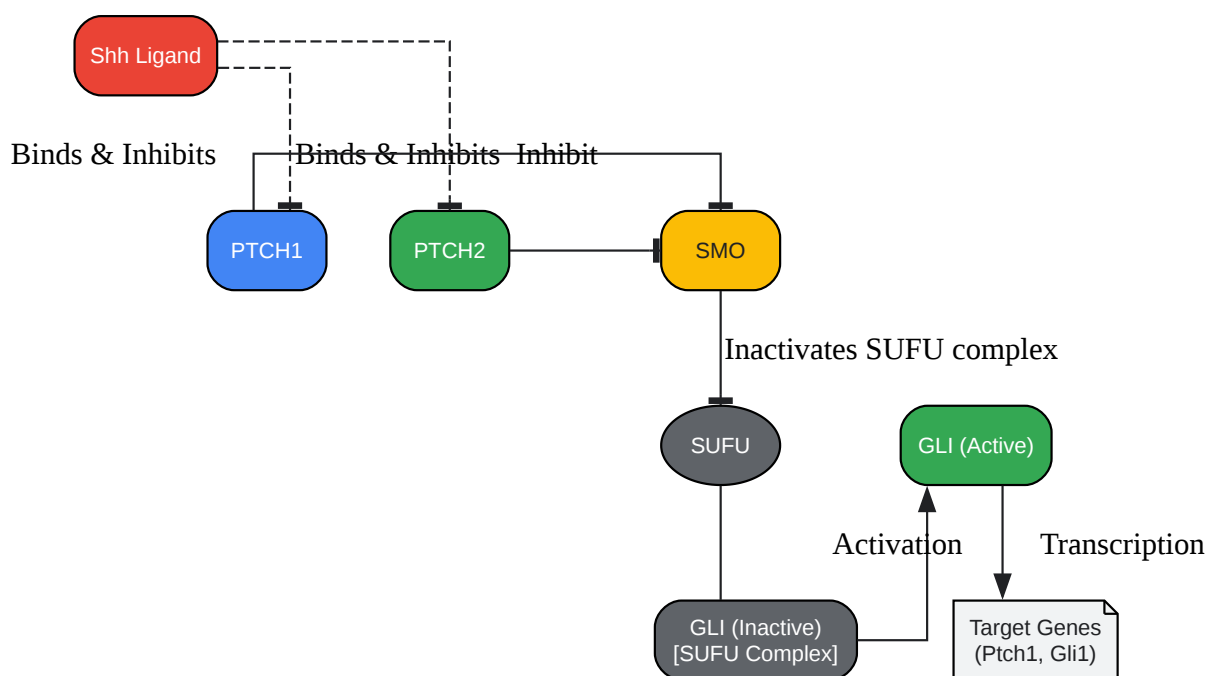 Shh Ligand
Binds & Inhibits
Binds & Inhibits
Inhibit
PTCH1
PTCH2
SMO
Inactivates SUFU complex
SUFU
GLI (Active)
Activation
Transcription
GLI (Inactive)
[SUFU Complex]
Target Genes
(Ptch1, Gli1)